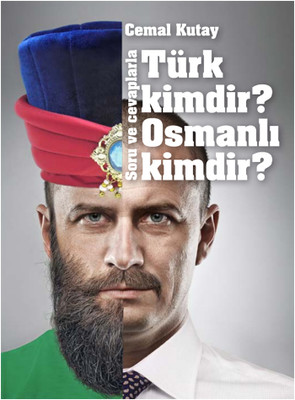 Cemal Kutay
Soru ve cevaplarla
Türk
kimdir?
Osmanlı
kimdir?